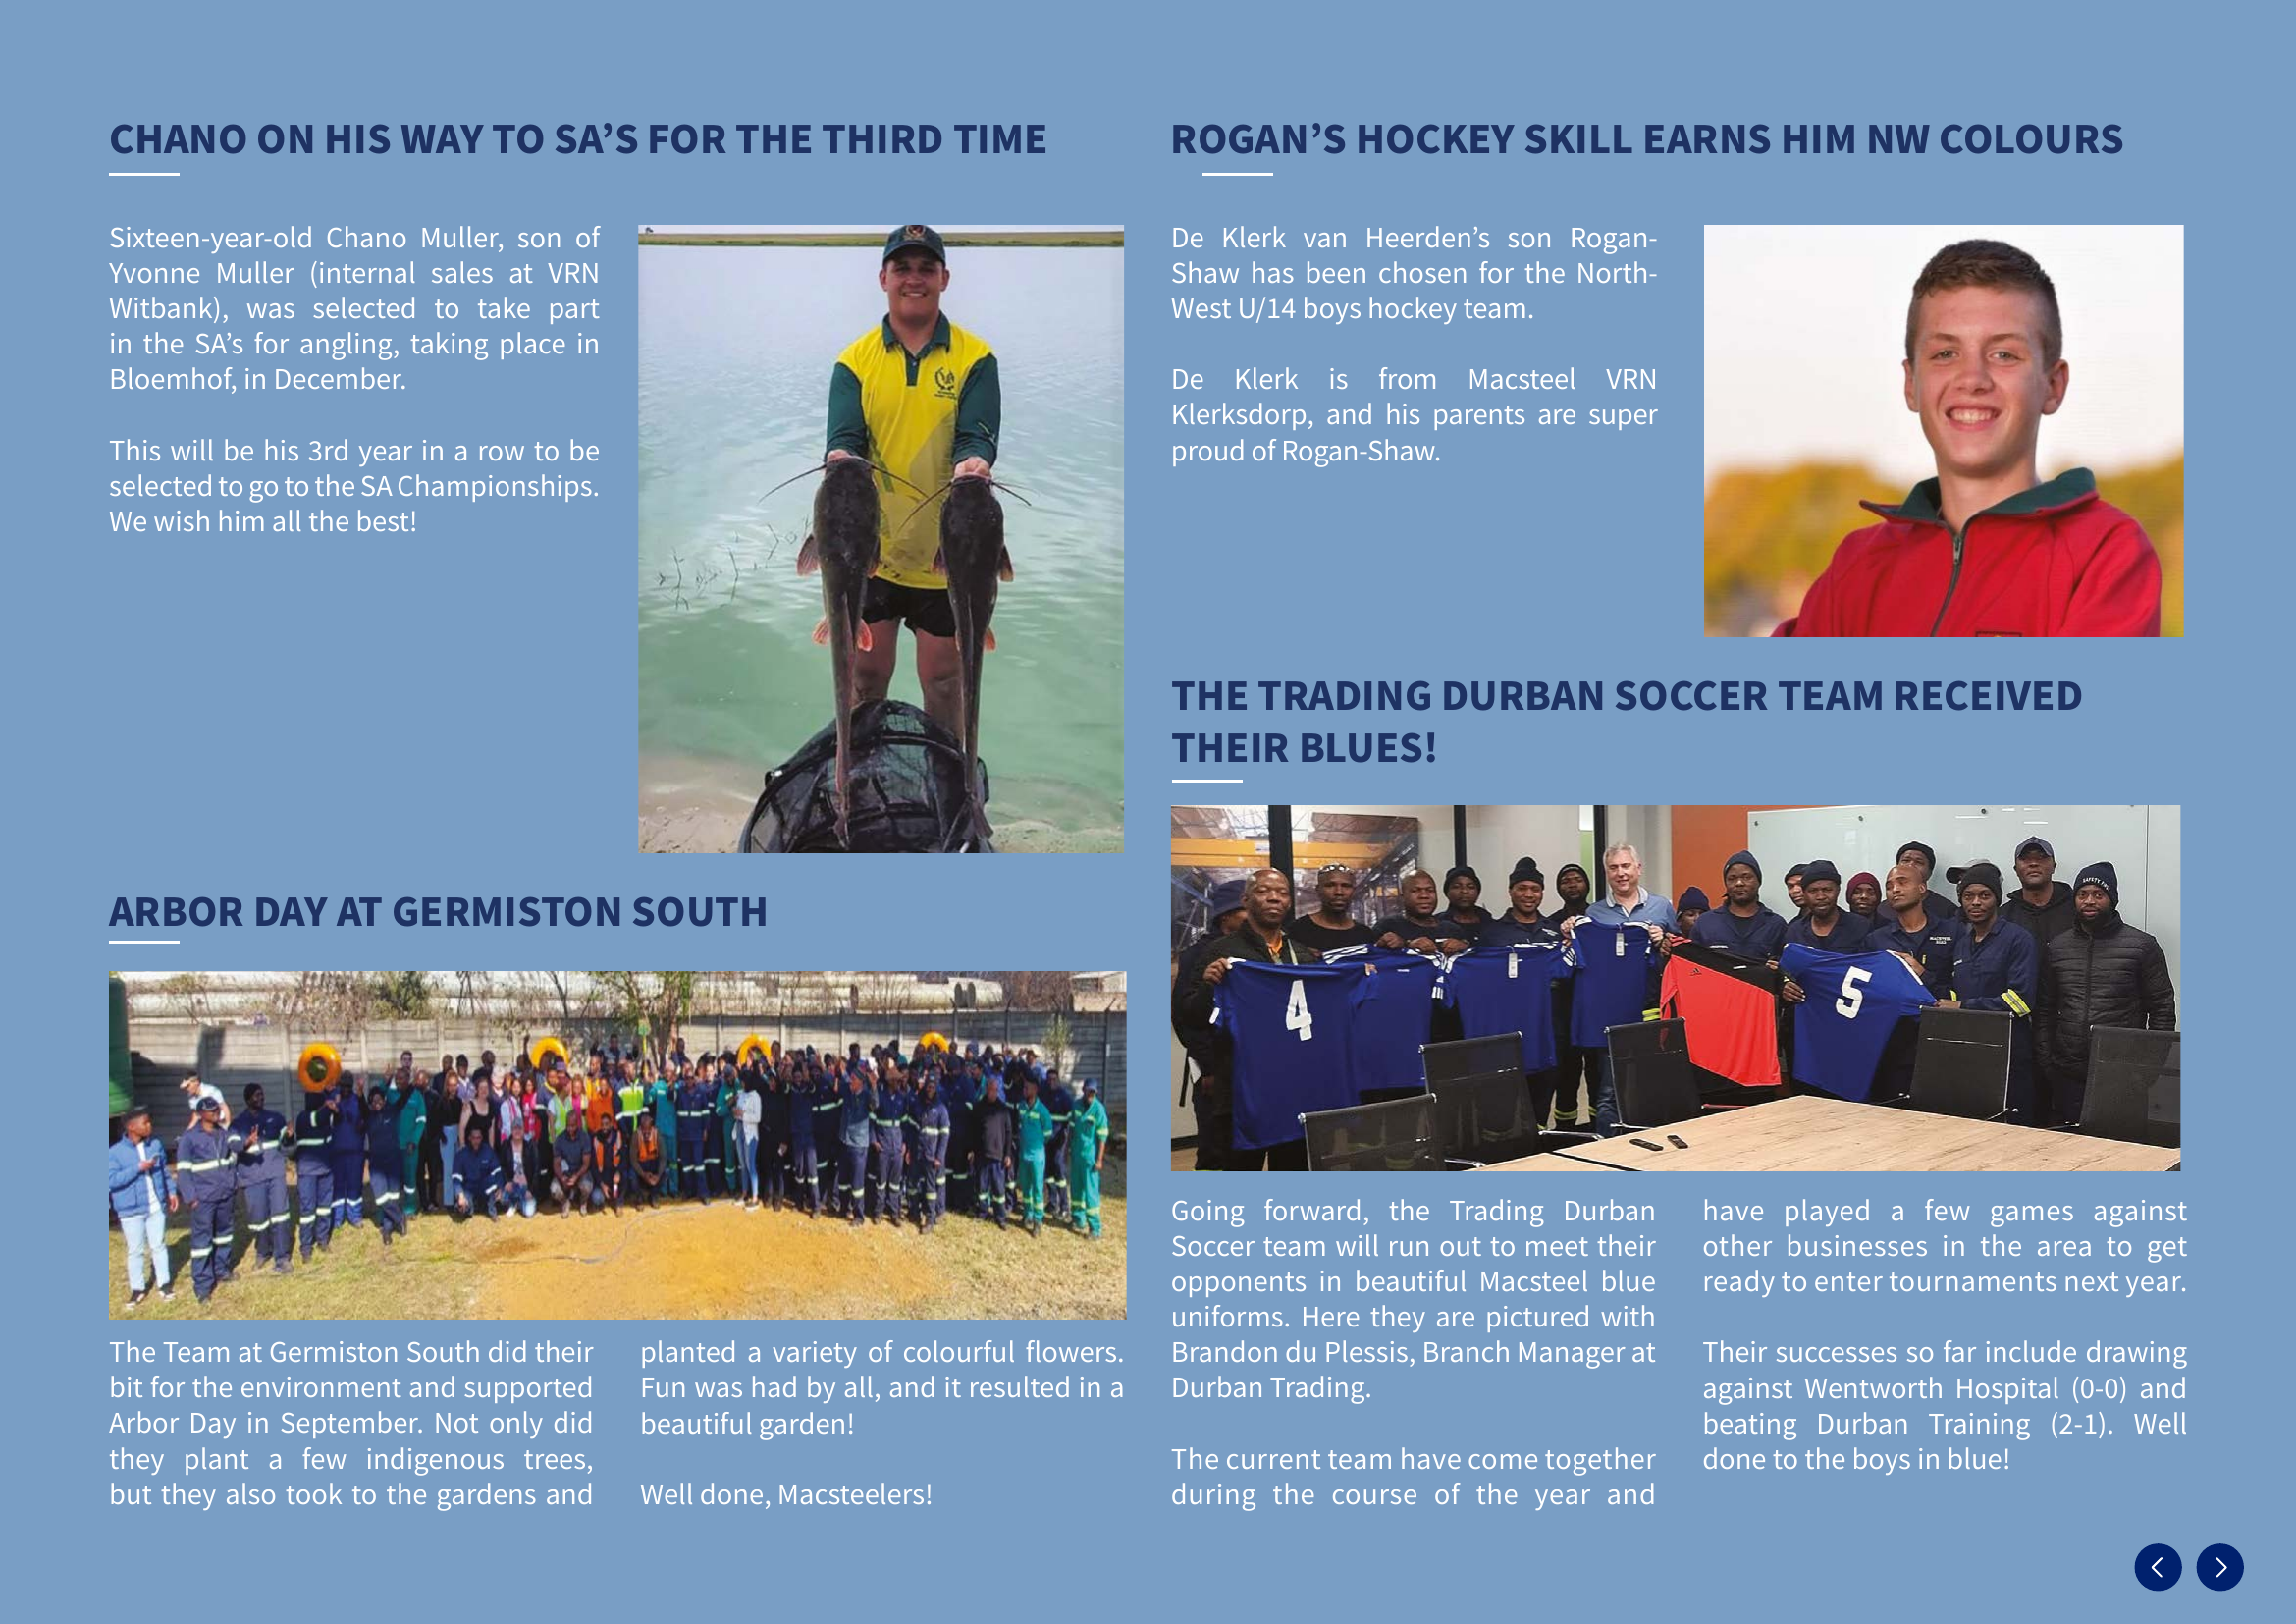 CHANO ON HIS WAY TO SA’S FOR THE THIRD TIME
Sixteen-year-old Chano Muller, son of
Yvonne Muller (internal sales at VRN
Witbank), was selected to take part
in the SA’s for angling, taking place in
Bloemhof, in December.
This will be his 3rd year in a row to be
selected to go to the SA Championships.
We wish him all the best!
ARBOR DAY AT GERMISTON SOUTH
The Team at Germiston South did their
bit for the environment and supported
Arbor Day in September. Not only did
they plant a few indigenous trees,
but they also took to the gardens and
planted a variety of colourful flowers.
Fun was had by all, and it resulted in a
beautiful garden!
Well done, Macsteelers!
ROGAN’S HOCKEY SKILL EARNS HIM NW COLOURS
De Klerk van Heerden’s son Rogan-
Shaw has been chosen for the North-
West U/14 boys hockey team.
De Klerk is from Macsteel VRN
Klerksdorp, and his parents are super
proud of Rogan-Shaw.
THE TRADING DURBAN SOCCER TEAM RECEIVED
THEIR BLUES!
4
5
Going forward, the Trading Durban
Soccer team will run out to meet their
opponents in beautiful Macsteel blue
uniforms. Here they are pictured with
Brandon du Plessis, Branch Manager at
Durban Trading.
The current team have come together
during the course of the year and
have played a few games against
other businesses in the area to get
ready to enter tournaments next year.
Their successes so far include drawing
against Wentworth Hospital (0-0) and
beating Durban Training (2-1). Well
done to the boys in blue!